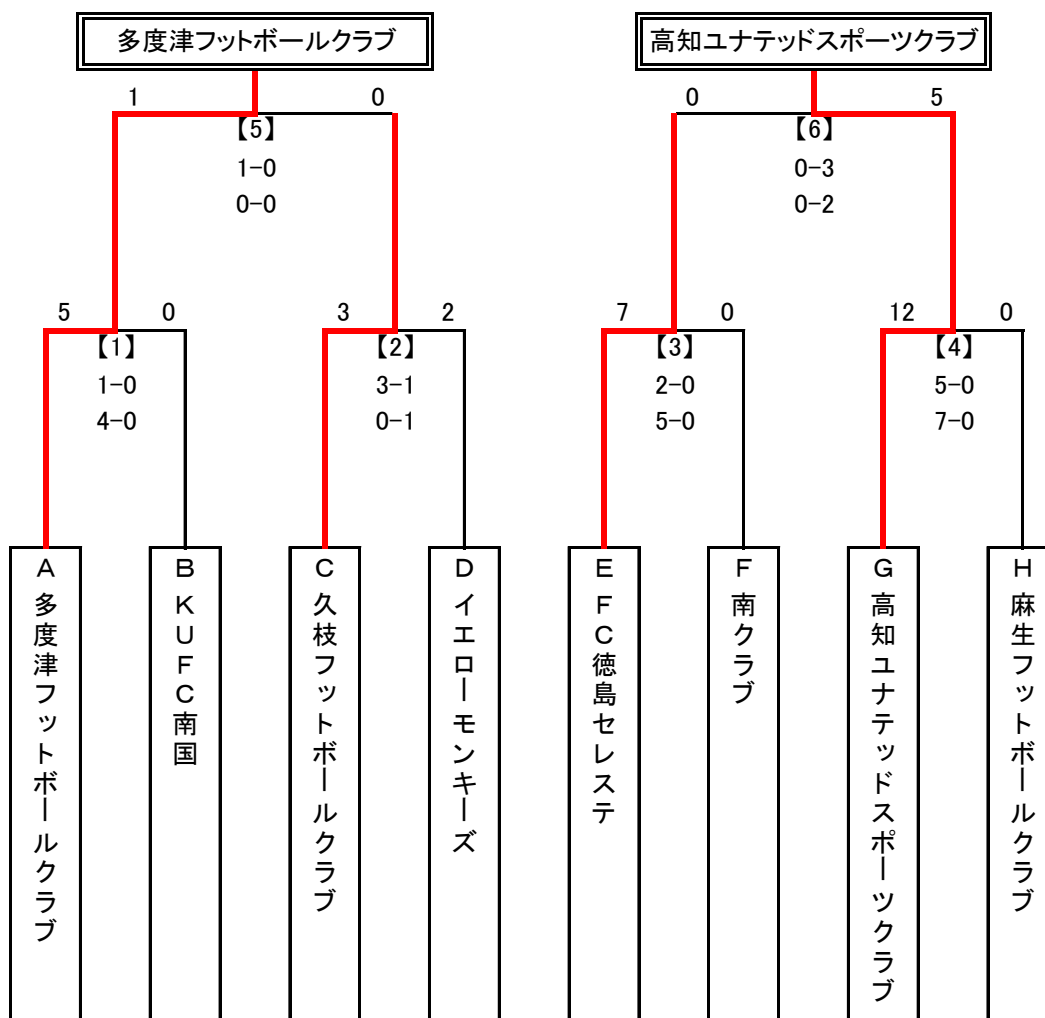 多度津フットボールクラブ
高知ユナテッドスポーツクラブ
1 0
【5】
1-0
0-0
0 5
【6】
0-3
0-2
5 0
【1】
1-0
4-0
3 2
【2】
3-1
0-1
7 0
【3】
2-0
5-0
12 0
【4】
5-0
7-0
A 多度津フットボールクラブ
B KUFC南国
C 久枝フットボールクラブ
D イエローモンキーズ
E FC徳島セレステ
F 南クラブ
G 高知ユナテッドスポーツクラブ
H 麻生フットボールクラブ